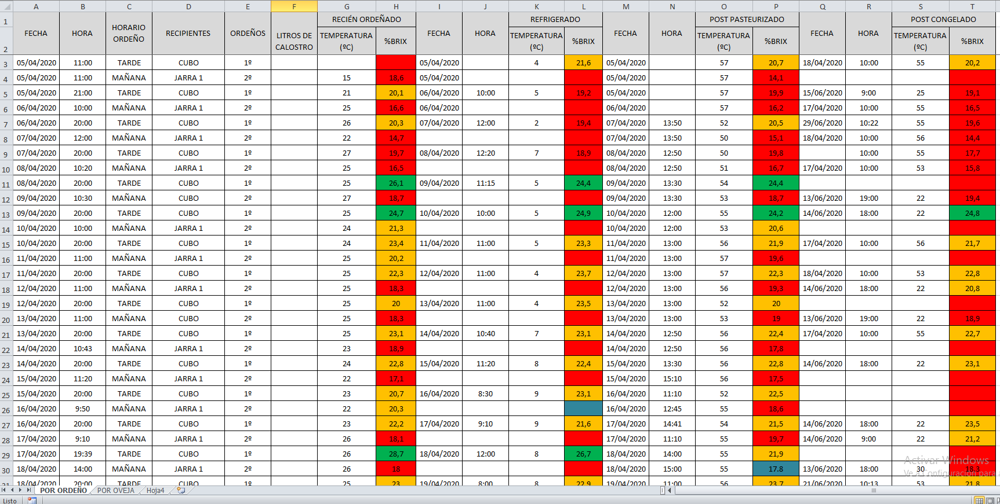 A B C D E F G H I J K L M N O P Q R S T
1 FECHA HORA HORARIO ORDEÑO RECIPIENTES ORDEÑOS LITROS DE CALOSTRO RECIÉN ORDEÑADO FECHA HORA REFRIGERADO FECHA HORA POST PASTEURIZADO FECHA HORA POST CONGELADO
2 TEMPERATURA (ºC) %BRIX TEMPERATURA (ºC) %BRIX TEMPERATURA (ºC) %BRIX TEMPERATURA (ºC) %BRIX
3 05/04/2020 11:00 TARDE CUBO 1º 05/04/2020 4 21,6 05/04/2020 57 20,7 18/04/2020 10:00 55 20,2
4 05/04/2020 11:00 MAÑANA JARRA 1 2º 15 18,6 05/04/2020 05/04/2020 57 14,1
5 05/04/2020 21:00 TARDE CUBO 1º 21 20,1 06/04/2020 10:00 5 19,2 05/04/2020 57 19,9 15/06/2020 9:00 25 19,1
6 06/04/2020 10:00 MAÑANA JARRA 1 2º 25 16,6 06/04/2020 06/04/2020 57 16,2 17/04/2020 10:00 55 16,5
7 06/04/2020 20:00 TARDE CUBO 1º 26 20,3 07/04/2020 12:00 2 19,4 07/04/2020 13:50 52 20,5 29/06/2020 10:22 55 19,6
8 07/04/2020 12:00 MAÑANA JARRA 1 2º 22 14,7 07/04/2020 13:50 50 15,1 18/04/2020 10:00 56 14,4
9 07/04/2020 20:00 TARDE CUBO 1º 27 19,7 08/04/2020 12:20 7 18,9 08/04/2020 12:50 50 19,8 10:00 55 17,7
10 08/04/2020 10:20 MAÑANA JARRA 1 2º 25 16,5 08/04/2020 12:50 51 16,7 17/04/2020 10:00 53 15,8
11 08/04/2020 20:00 TARDE CUBO 1º 25 26,1 09/04/2020 11:15 5 24,4 09/04/2020 13:30 54 24,4
12 09/04/2020 10:30 MAÑANA CUBO 2º 27 18,7 09/04/2020 13:30 53 18,7 13/06/2020 19:00 22 19,4
13 09/04/2020 20:00 TARDE CUBO 1º 25 24,7 10/04/2020 10:00 5 24,9 10/04/2020 12:00 55 24,2 14/06/2020 18:00 22 24,8
14 10/04/2020 10:00 MAÑANA JARRA 1 2º 24 21,3 10/04/2020 12:00 53 20,6
15 10/04/2020 20:00 TARDE CUBO 1º 24 23,4 11/04/2020 11:00 5 23,3 11/04/2020 13:00 56 21,9 17/04/2020 10:00 56 21,7
16 11/04/2020 11:00 MAÑANA JARRA 1 2º 25 20,2 11/04/2020 13:00 57 19,6
17 11/04/2020 20:00 TARDE CUBO 1º 25 22,3 12/04/2020 11:00 4 23,7 12/04/2020 13:00 57 22,3 18/04/2020 10:00 53 22,8
18 12/04/2020 11:00 MAÑANA JARRA 1 2º 25 18,3 12/04/2020 13:00 56 19,3 14/06/2020 18:00 22 20,8
19 12/04/2020 20:00 TARDE CUBO 1º 25 20 13/04/2020 11:00 4 23,5 13/04/2020 13:00 52 20
20 13/04/2020 11:00 MAÑANA CUBO 2º 25 18,3 13/04/2020 13:00 53 19 13/06/2020 19:00 22 18,9
21 13/04/2020 20:00 TARDE CUBO 1º 25 23,1 14/04/2020 10:40 7 23,1 14/04/2020 12:50 56 22,4 17/04/2020 10:00 55 22,7
22 14/04/2020 10:43 MAÑANA JARRA 1 2º 23 18,9 14/04/2020 12:50 56 17,8
23 14/04/2020 20:00 TARDE CUBO 1º 24 22,8 15/04/2020 11:20 8 22,4 15/04/2020 13:30 56 22,8 14/06/2020 18:00 22 23,1
24 15/04/2020 11:20 MAÑANA JARRA 1 2º 22 17,1 15/04/2020 15:10 56 17,5
25 15/04/2020 20:00 TARDE CUBO 1º 23 20,7 16/04/2020 8:30 9 23,1 16/04/2020 11:10 52 22,5
26 16/04/2020 9:50 MAÑANA JARRA 1 2º 22 20,3 16/04/2020 12:45 55 18,6
27 16/04/2020 20:00 TARDE CUBO 1º 23 22,2 17/04/2020 9:10 9 21,6 17/04/2020 14:41 54 21,5 14/06/2020 18:00 22 23,5
28 17/04/2020 9:10 MAÑANA JARRA 1 2º 26 18,1 17/04/2020 11:10 55 19,7 14/06/2020 9:00 22 21,2
29 17/04/2020 19:39 TARDE CUBO 1º 26 28,7 18/04/2020 12:00 8 26,7 18/04/2020 14:00 55 21,9
30 18/04/2020 14:00 MAÑANA JARRA 1 2º 26 18 18/04/2020 15:00 55 17.8 13/06/2020 18:00 30 18,3
31 18/04/2020 20:00 TARDE CUBO 1º 25 23 19/04/2020 8:00 8 22,9 19/04/2020 11:00 56 23,7 21/06/2020 10:13 53 21,8
Activar Windows
Ve a Configuración para a
POR ORDEÑO POR OVEJA Hoja4
Listo